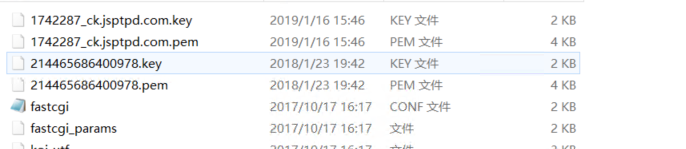 1742287_ck.jsptpd.com.key 2019/1/16 15:46 KEY 文件 2 KB
1742287_ck.jsptpd.com.pem 2019/1/16 15:46 PEM 文件 4 KB
214465686400978.key 2018/1/23 19:42 KEY 文件 2 KB
214465686400978.pem 2018/1/23 19:42 PEM 文件 4 KB
fastcgi 2017/10/17 16:17 CONF 文件 2 KB
fastcgi_params 2017/10/17 16:17 文件 2 KB